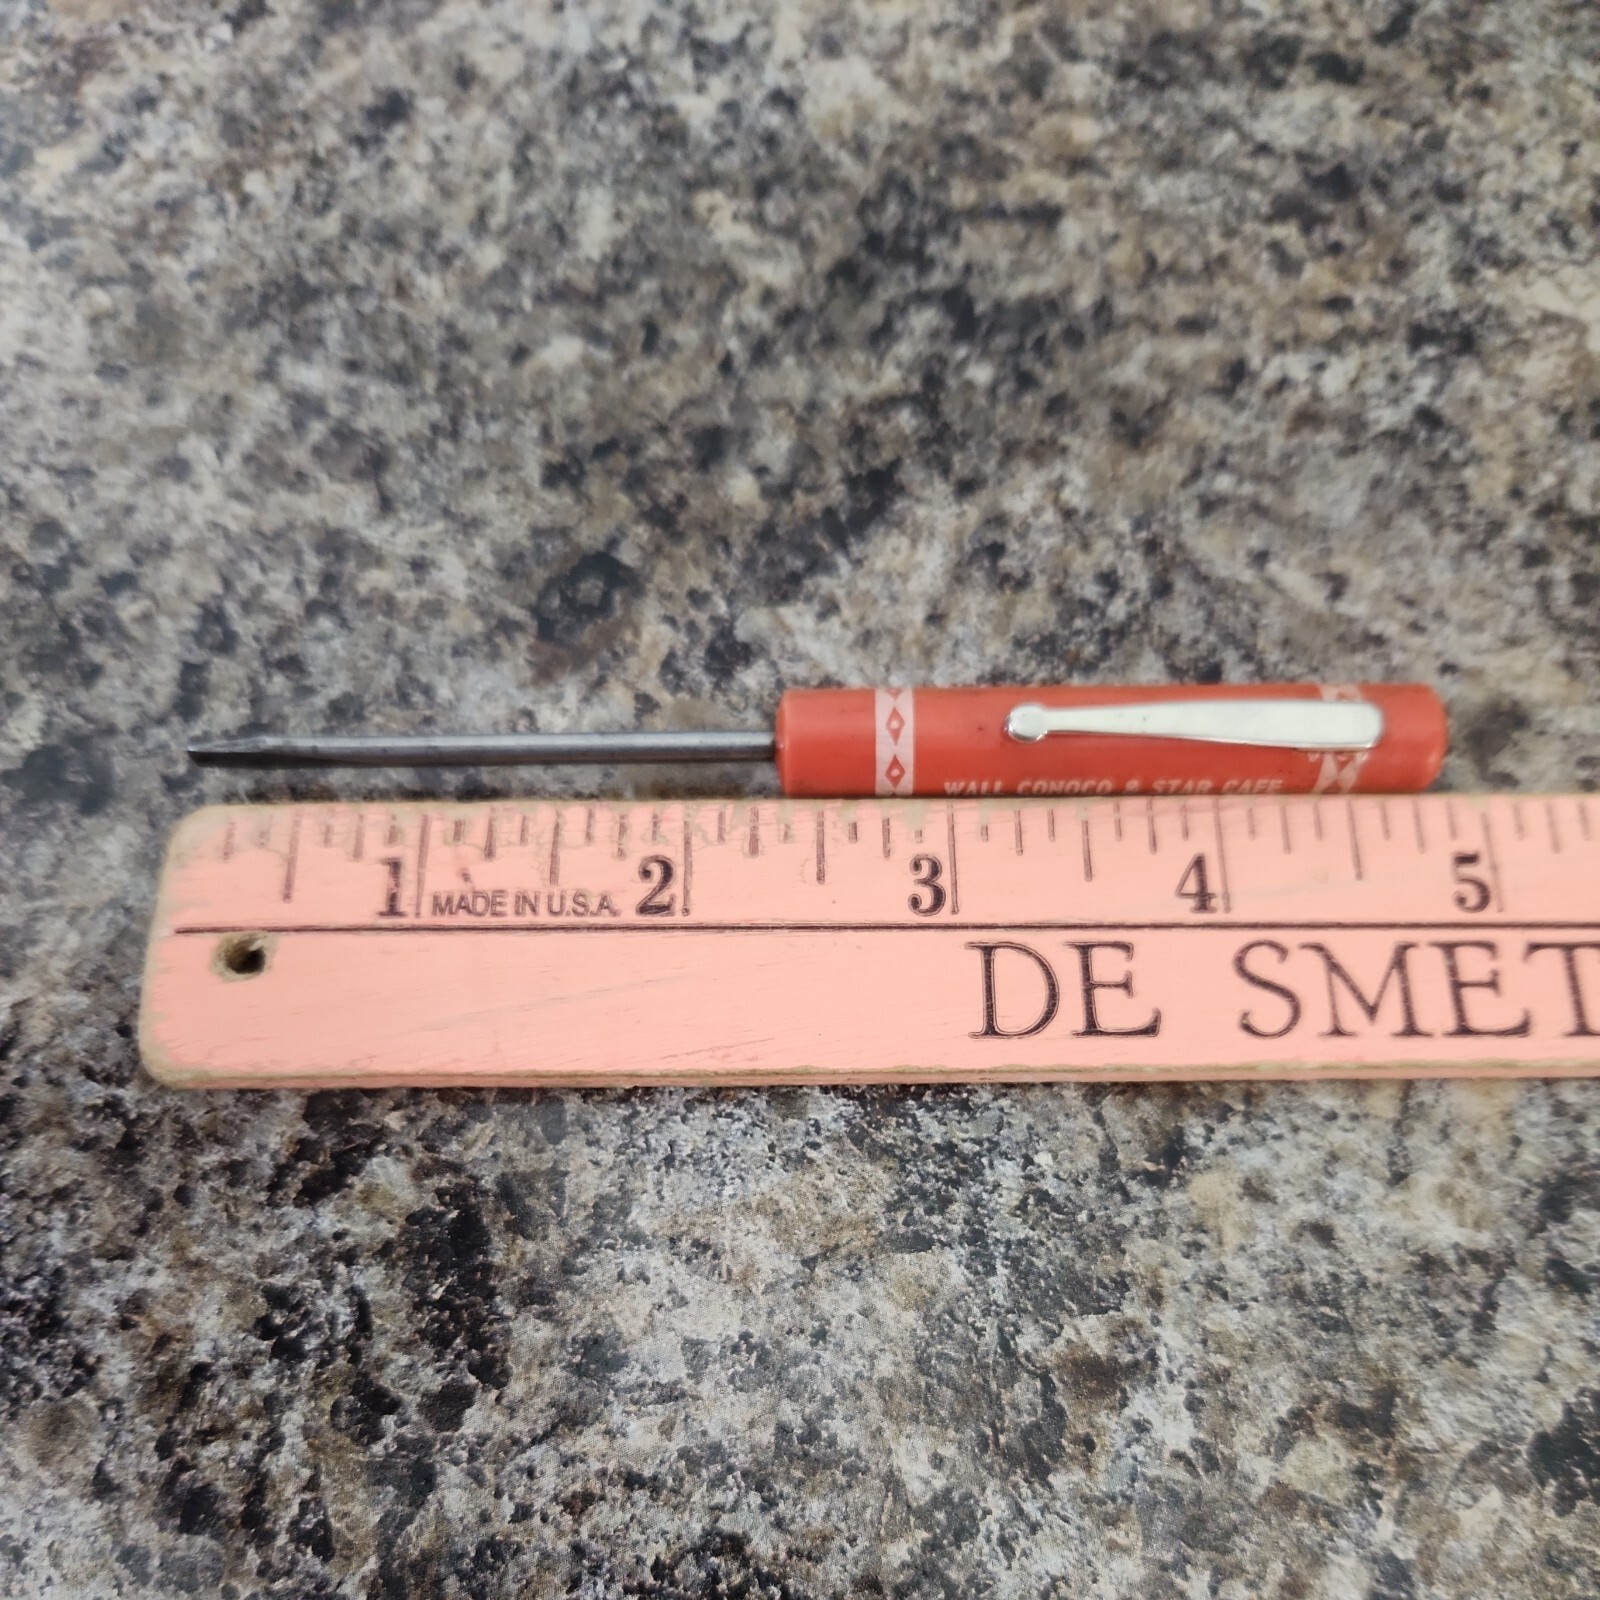 WALL CONOCO & STAR CAFE
1 2 3 4 5
MADE IN U.S.A.
DE SMET